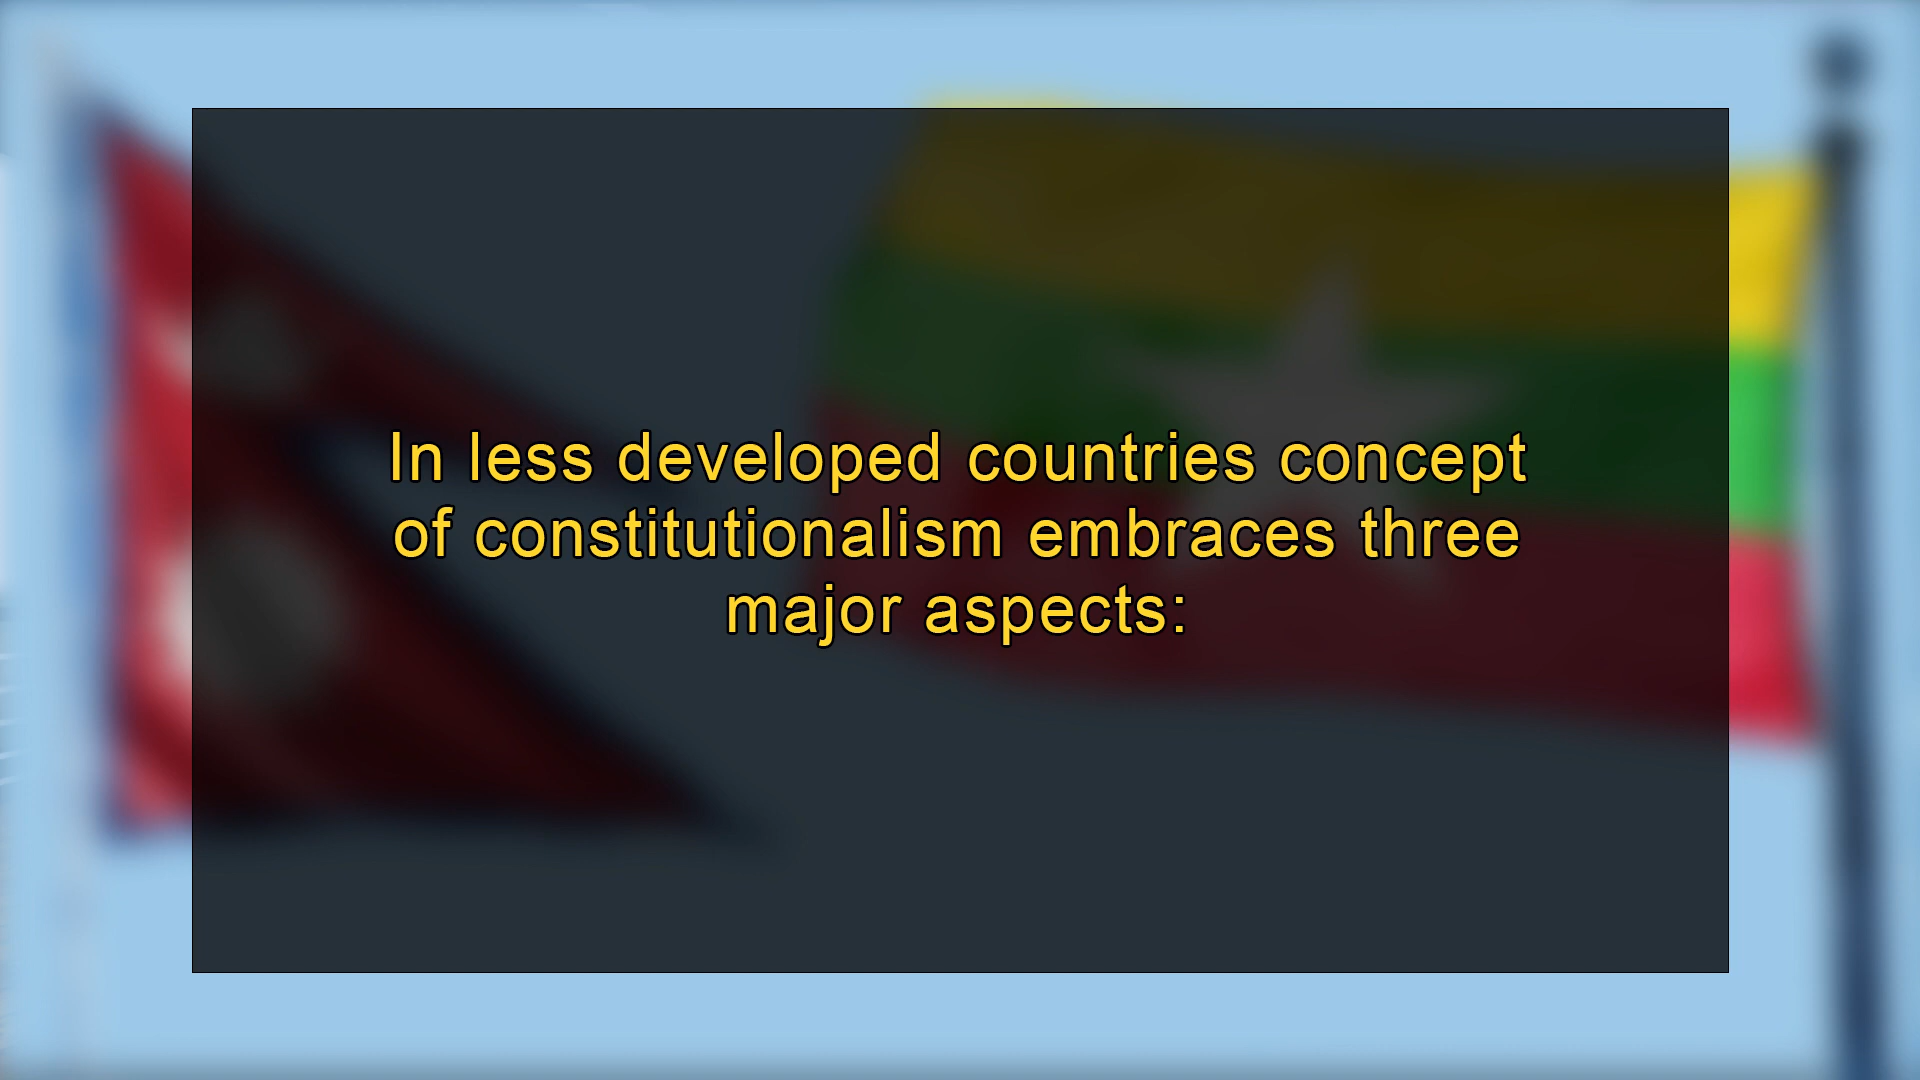 In less developed countries concept
of constitutionalism embraces three
major aspects: